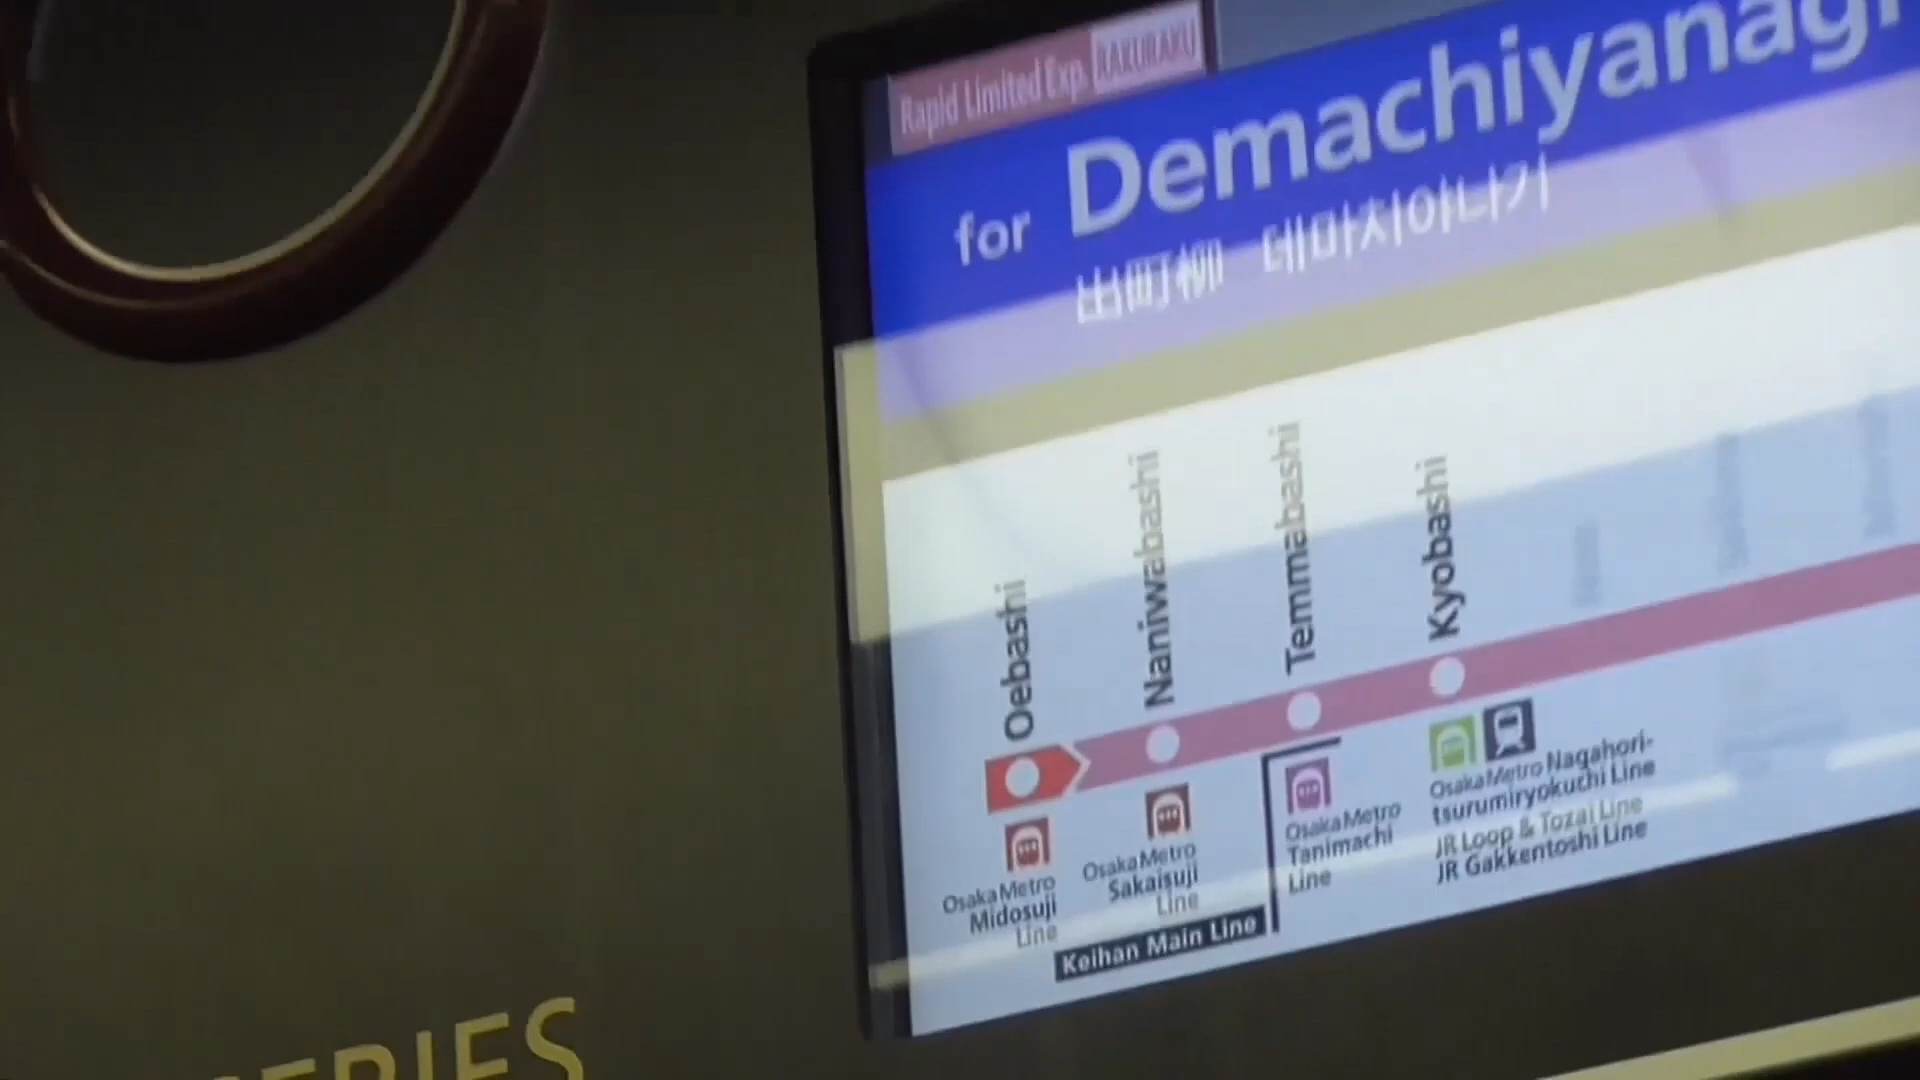 Rapid Limited Exp. RAKURAKU
for Demachiyanagi
出町柳 데마치야나기
Oebashi
Naniwabashi
Temmabashi
Kyobashi
Osaka Metro
Midosuji
Line
Osaka Metro
Sakaisuji
Line
Keihan Main Line
Osaka Metro
Tanimachi
Line
Osaka Metro Nagahori-
tsurumiryokuchi Line
JR Loop & Tozai Line
JR Gakkentoshi Line
SERIES